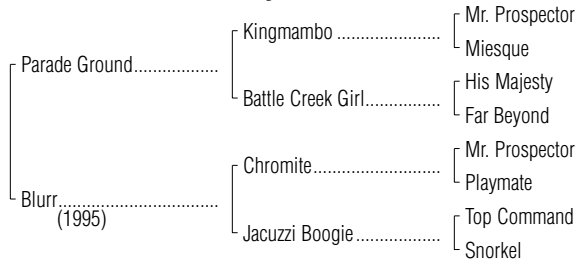 Mr. Prospector
Kingmambo ..................
Miesque
Parade Ground..................
His Majesty
Battle Creek Girl................
Far Beyond
Mr. Prospector
Chromite.......................
Playmate
Blurr..................................
(1995)
Top Command
Jacuzzi Boogie..................
Snorkel